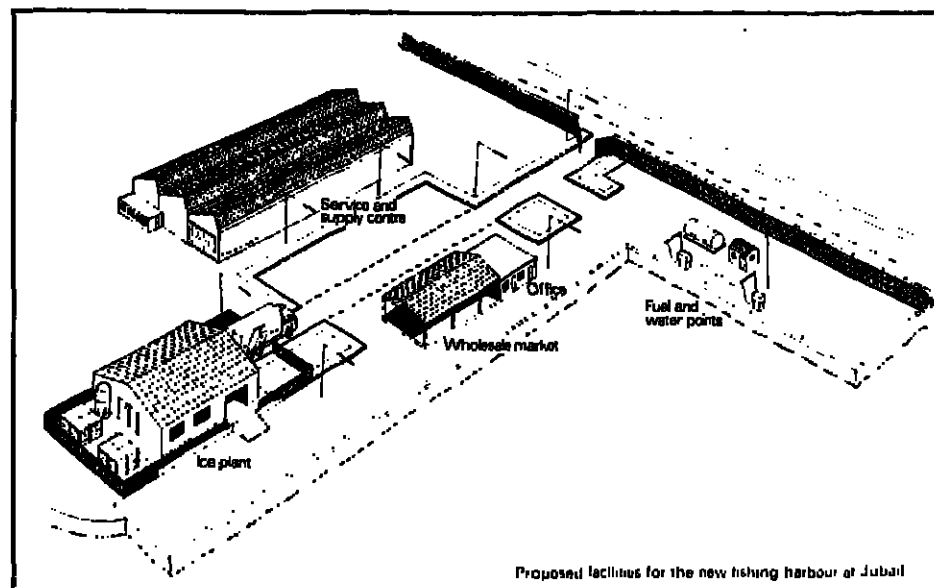 Service and
supply centre
Office
Wholesale market
Fuel and
water points
Ice plant
Proposed facilities for the new fishing harbour at Jubail